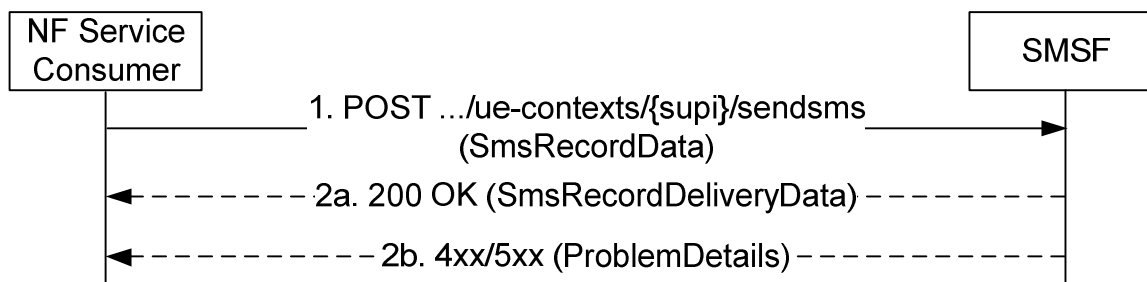 NF Service
Consumer
SMSF
1. POST .../ue-contexts/{supi}/sendsms
(SmsRecordData)
2a. 200 OK (SmsRecordDeliveryData)
2b. 4xx/5xx (ProblemDetails)